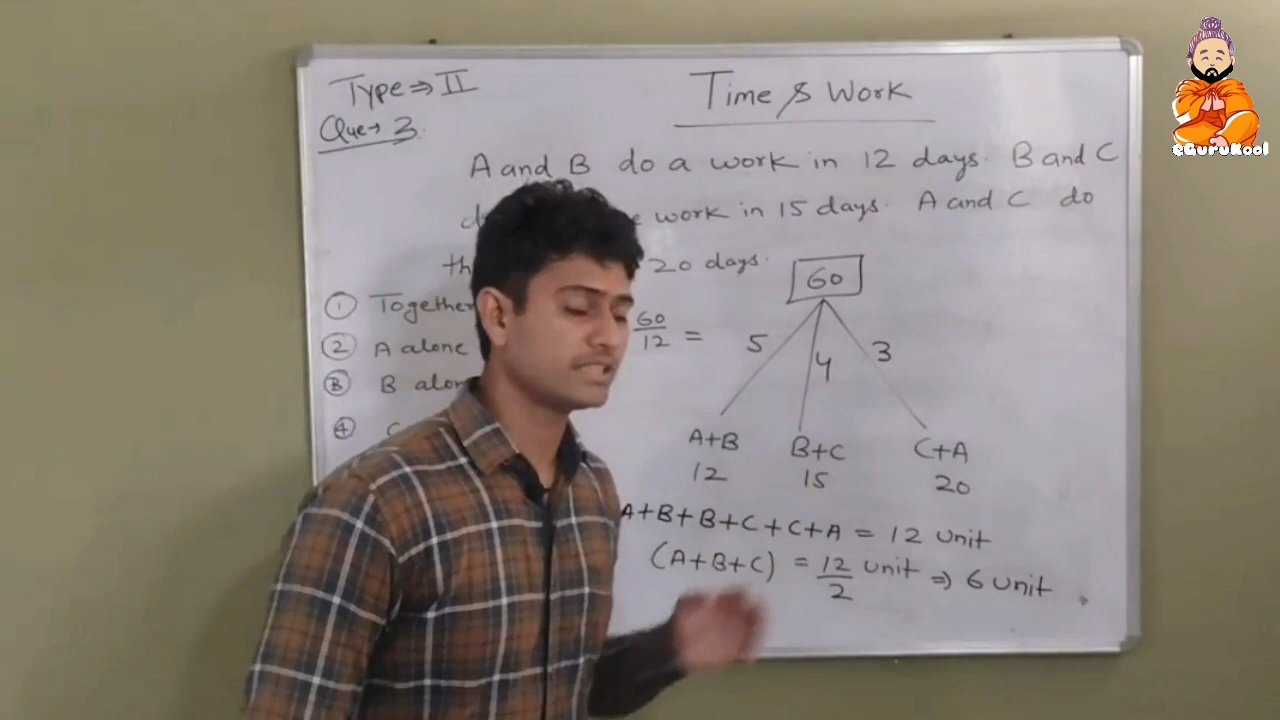 Type ⇒ II
Time & Work
Que → 3.
A and B do a work in 12 days. B and C
work in 15 days. A and C do
20 days.
① Together
② A alone
③ B
④ C
60
60/12 =
5
4
3
A+B
B+C
C+A
12
15
20
A+B+B+C+C+A = 12 unit
(A+B+C) = 12/2 unit ⇒ 6 unit
eGuruKool